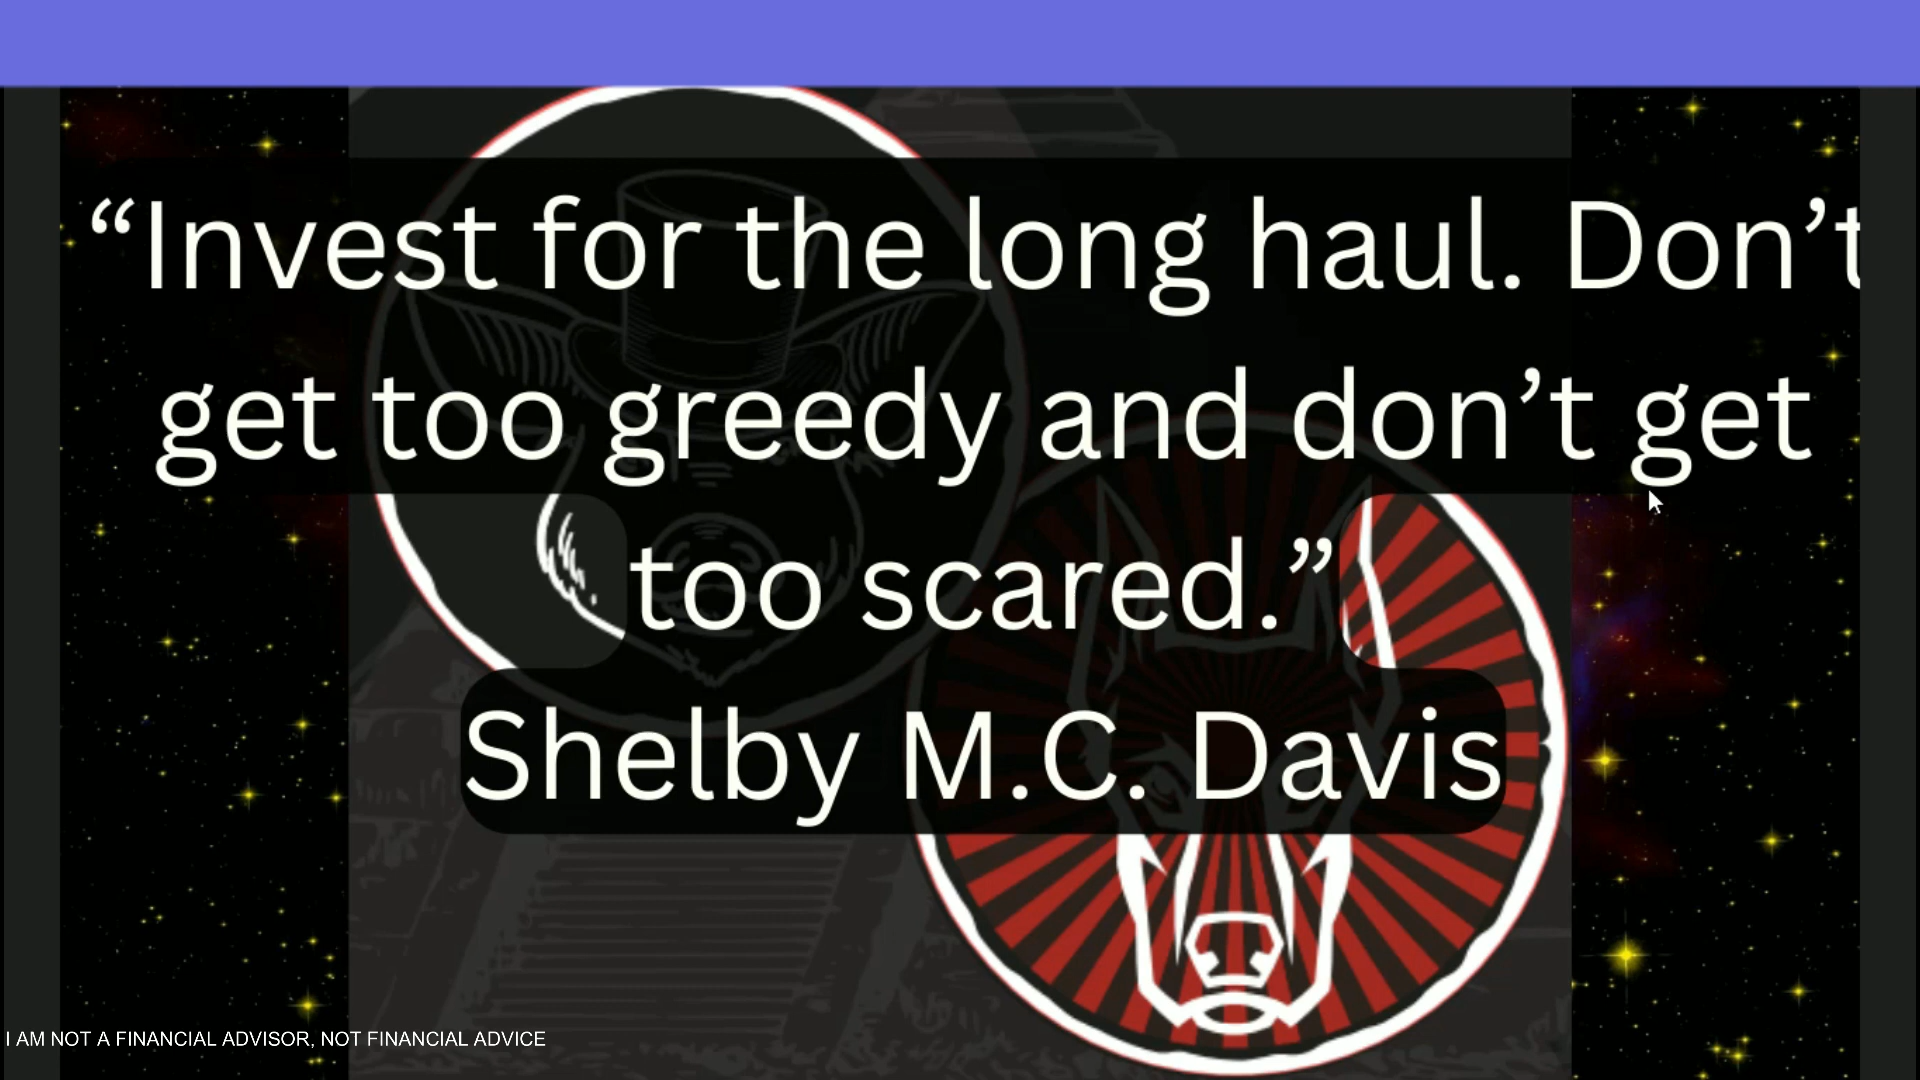 “Invest for the long haul. Don’t
get too greedy and don’t get
too scared.”
Shelby M.C. Davis
I AM NOT A FINANCIAL ADVISOR, NOT FINANCIAL ADVICE